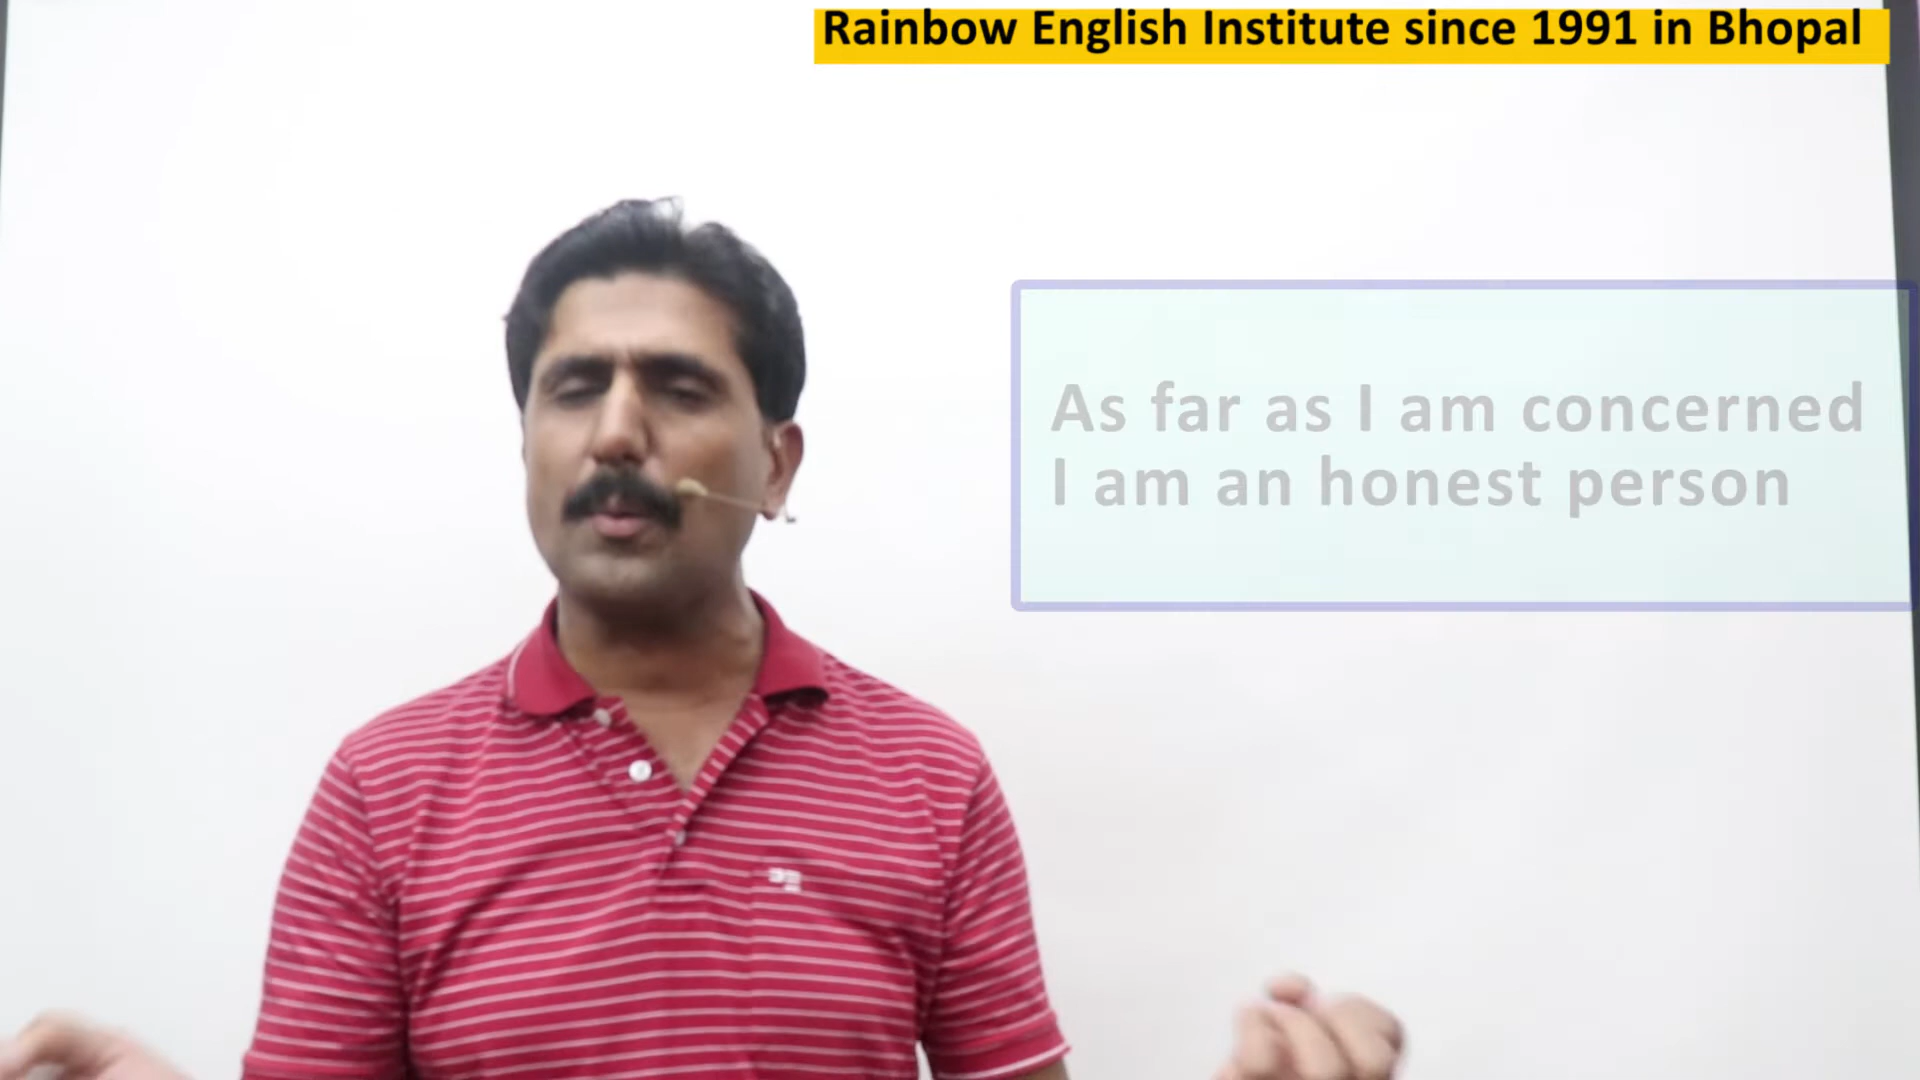 Rainbow English Institute since 1991 in Bhopal
As far as I am concerned
I am an honest person